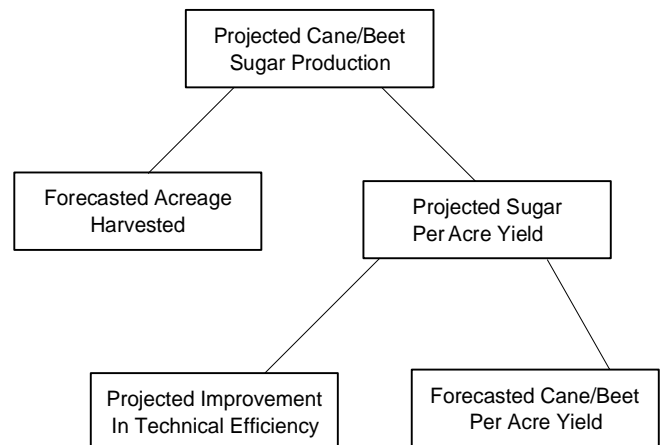 Projected Cane/Beet
Sugar Production
Forecasted Acreage
Harvested
Projected Sugar
Per Acre Yield
Projected Improvement
In Technical Efficiency
Forecasted Cane/Beet
Per Acre Yield